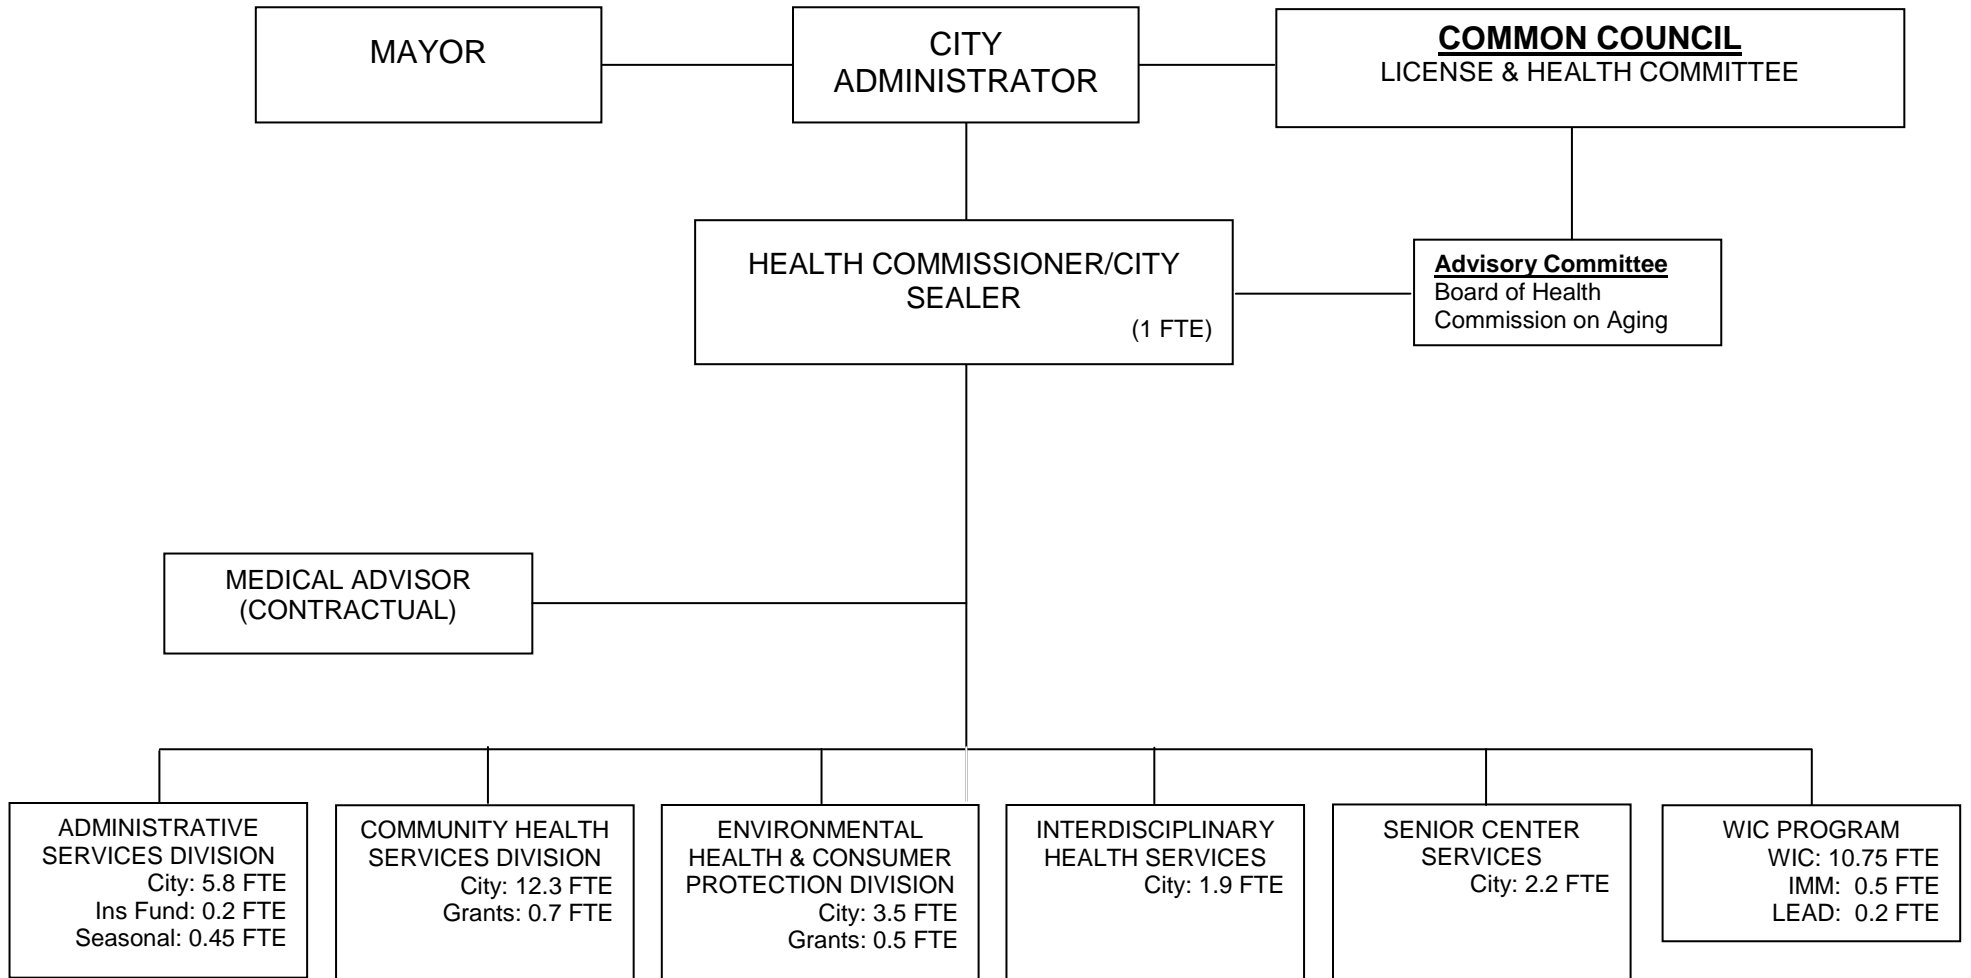 MAYOR
CITY
ADMINISTRATOR
COMMON COUNCIL
LICENSE & HEALTH COMMITTEE
HEALTH COMMISSIONER/CITY
SEALER
(1 FTE)
Advisory Committee
Board of Health
Commission on Aging
MEDICAL ADVISOR
(CONTRACTUAL)
ADMINISTRATIVE
SERVICES DIVISION
City: 5.8 FTE
Ins Fund: 0.2 FTE
Seasonal: 0.45 FTE
COMMUNITY HEALTH
SERVICES DIVISION
City: 12.3 FTE
Grants: 0.7 FTE
ENVIRONMENTAL
HEALTH & CONSUMER
PROTECTION DIVISION
City: 3.5 FTE
Grants: 0.5 FTE
INTERDISCIPLINARY
HEALTH SERVICES
City: 1.9 FTE
SENIOR CENTER
SERVICES
City: 2.2 FTE
WIC PROGRAM
WIC: 10.75 FTE
IMM: 0.5 FTE
LEAD: 0.2 FTE